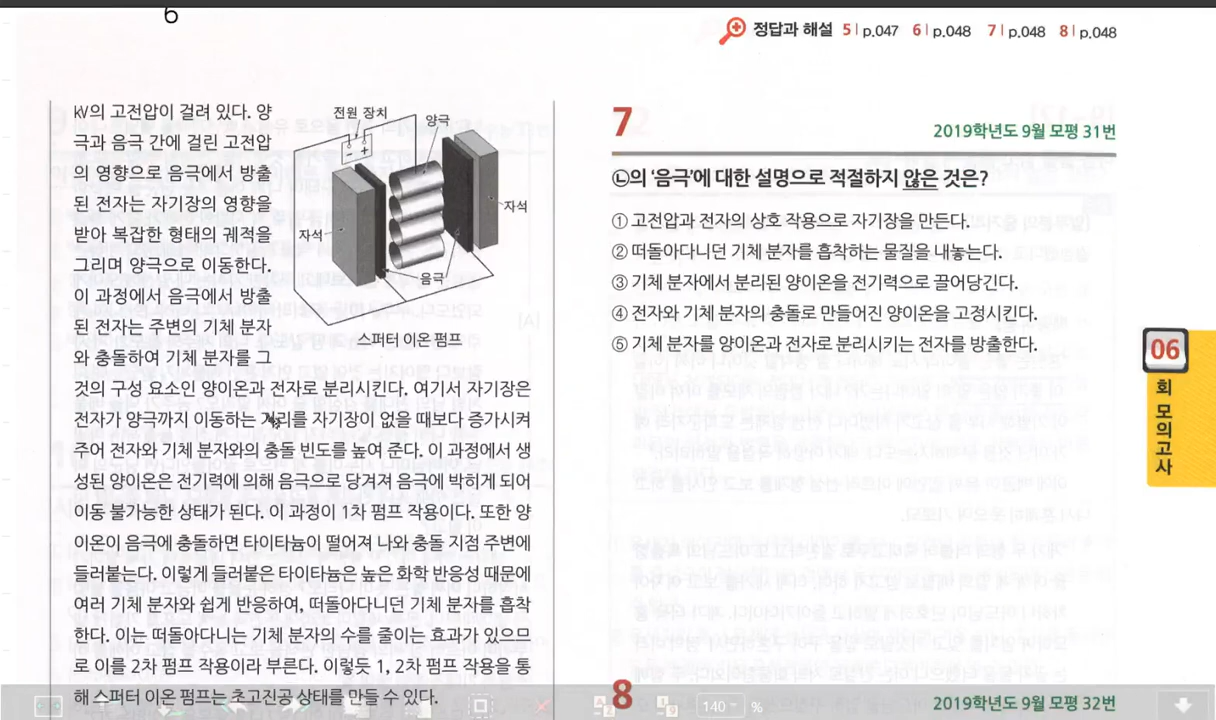 6
정답과 해설 5 p.047 6 p.048 7 p.048 8 p.048
kV의 고전압이 걸려 있다. 양
극과 음극 간에 걸린 고전압
의 영향으로 음극에서 방출
된 전자는 자기장의 영향을
받아 복잡한 형태의 궤적을
그리며 양극으로 이동한다.
이 과정에서 음극에서 방출
된 전자는 주변의 기체 분자
와 충돌하여 기체 분자를 그
것의 구성 요소인 양이온과 전자로 분리시킨다. 여기서 자기장은
전자가 양극까지 이동하는 거리를 자기장이 없을 때보다 증가시켜
주어 전자와 기체 분자와의 충돌 빈도를 높여 준다. 이 과정에서 생
성된 양이온은 전기력에 의해 음극으로 당겨져 음극에 박히게 되어
이동 불가능한 상태가 된다. 이 과정이 1차 펌프 작용이다. 또한 양
이온이 음극에 충돌하면 타이타늄이 떨어져 나와 충돌 지점 주변에
들러붙는다. 이렇게 들러붙은 타이타늄은 높은 화학 반응성 때문에
여러 기체 분자와 쉽게 반응하여, 떠돌아다니던 기체 분자를 흡착
한다. 이는 떠돌아다니는 기체 분자의 수를 줄이는 효과가 있으므
로 이를 2차 펌프 작용이라 부른다. 이렇듯 1, 2차 펌프 작용을 통
해 스퍼터 이온 펌프는 초고진공 상태를 만들 수 있다.
전원 장치
양극
- +
자석
자석
음극
스퍼터 이온 펌프
7
2019학년도 9월 모평 31번
㉡의 '음극'에 대한 설명으로 적절하지 않은 것은?
① 고전압과 전자의 상호 작용으로 자기장을 만든다.
② 떠돌아다니던 기체 분자를 흡착하는 물질을 내놓는다.
③ 기체 분자에서 분리된 양이온을 전기력으로 끌어당긴다.
④ 전자와 기체 분자의 충돌로 만들어진 양이온을 고정시킨다.
⑤ 기체 분자를 양이온과 전자로 분리시키는 전자를 방출한다.
06
회 모의고사
8
2019학년도 9월 모평 32번
140 %